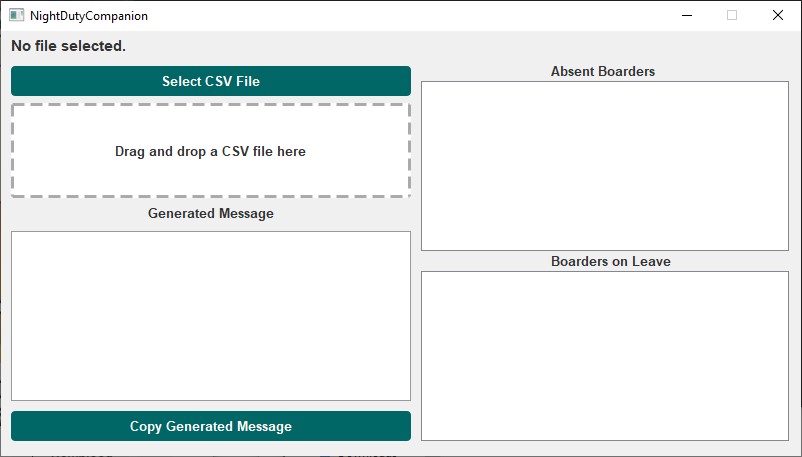 NightDutyCompanion
No file selected.
Select CSV File
Drag and drop a CSV file here
Generated Message
Copy Generated Message
Absent Boarders
Boarders on Leave